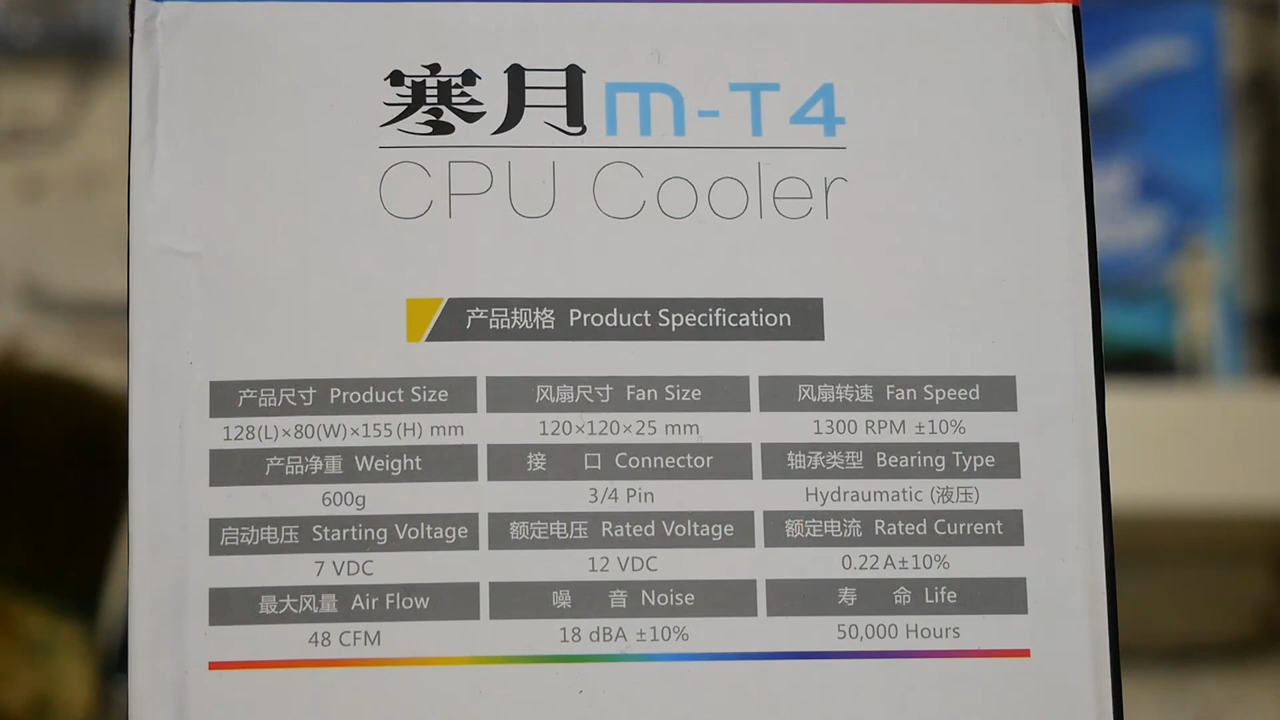 寒月m-T4
CPU Cooler
产品规格 Product Specification
产品尺寸 Product Size 风扇尺寸 Fan Size 风扇转速 Fan Speed
128(L)×80(W)×155(H) mm 120×120×25 mm 1300 RPM ±10%
产品净重 Weight 接 口 Connector 轴承类型 Bearing Type
600g 3/4 Pin Hydraumatic (液压)
启动电压 Starting Voltage 额定电压 Rated Voltage 额定电流 Rated Current
7 VDC 12 VDC 0.22A±10%
最大风量 Air Flow 噪 音 Noise 寿 命 Life
48 CFM 18 dBA ±10% 50,000 Hours